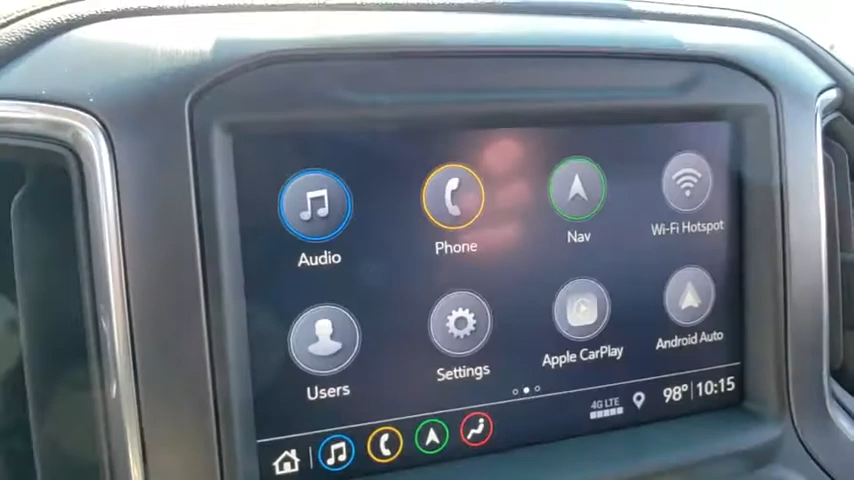 Audio Phone Nav Wi-Fi Hotspot
Users Settings Apple CarPlay Android Auto
4G LTE 98° 10:15